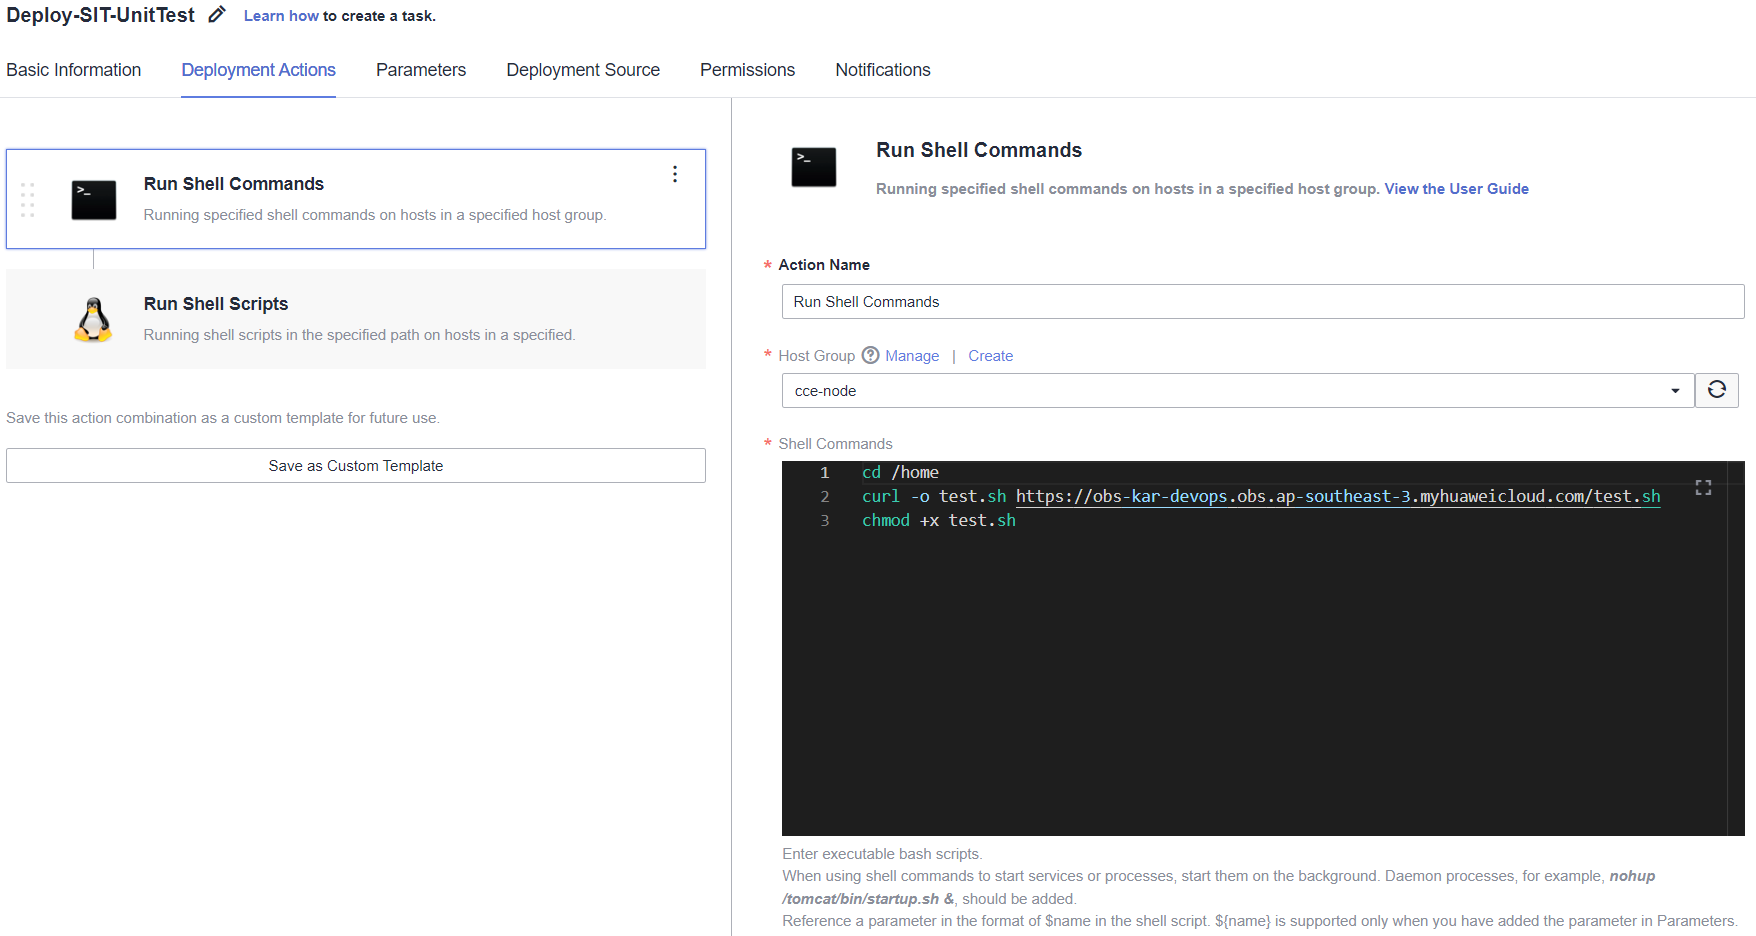 Deploy-SIT-UnitTest Learn how to create a task.
Basic Information Deployment Actions Parameters Deployment Source Permissions Notifications
>_ Run Shell Commands
Running specified shell commands on hosts in a specified host group.
Run Shell Scripts
Running shell scripts in the specified path on hosts in a specified.
Save this action combination as a custom template for future use.
Save as Custom Template
>_ Run Shell Commands
Running specified shell commands on hosts in a specified host group. View the User Guide
* Action Name
Run Shell Commands
* Host Group ? Manage | Create
cce-node
* Shell Commands
1 cd /home
2 curl -o test.sh https://obs-kar-devops.obs.ap-southeast-3.myhuaweicloud.com/test.sh
3 chmod +x test.sh
Enter executable bash scripts.
When using shell commands to start services or processes, start them on the background. Daemon processes, for example, nohup
/tomcat/bin/startup.sh &, should be added.
Reference a parameter in the format of $name in the shell script. ${name} is supported only when you have added the parameter in Parameters.